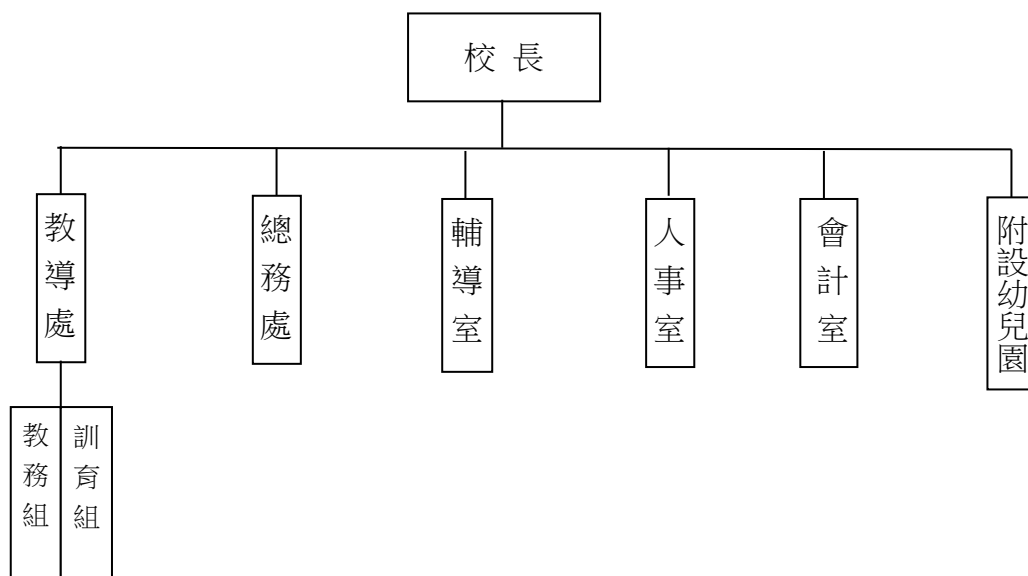 校長
教導處
總務處
輔導室
人事室
會計室
附設幼兒園
教務組
訓育組